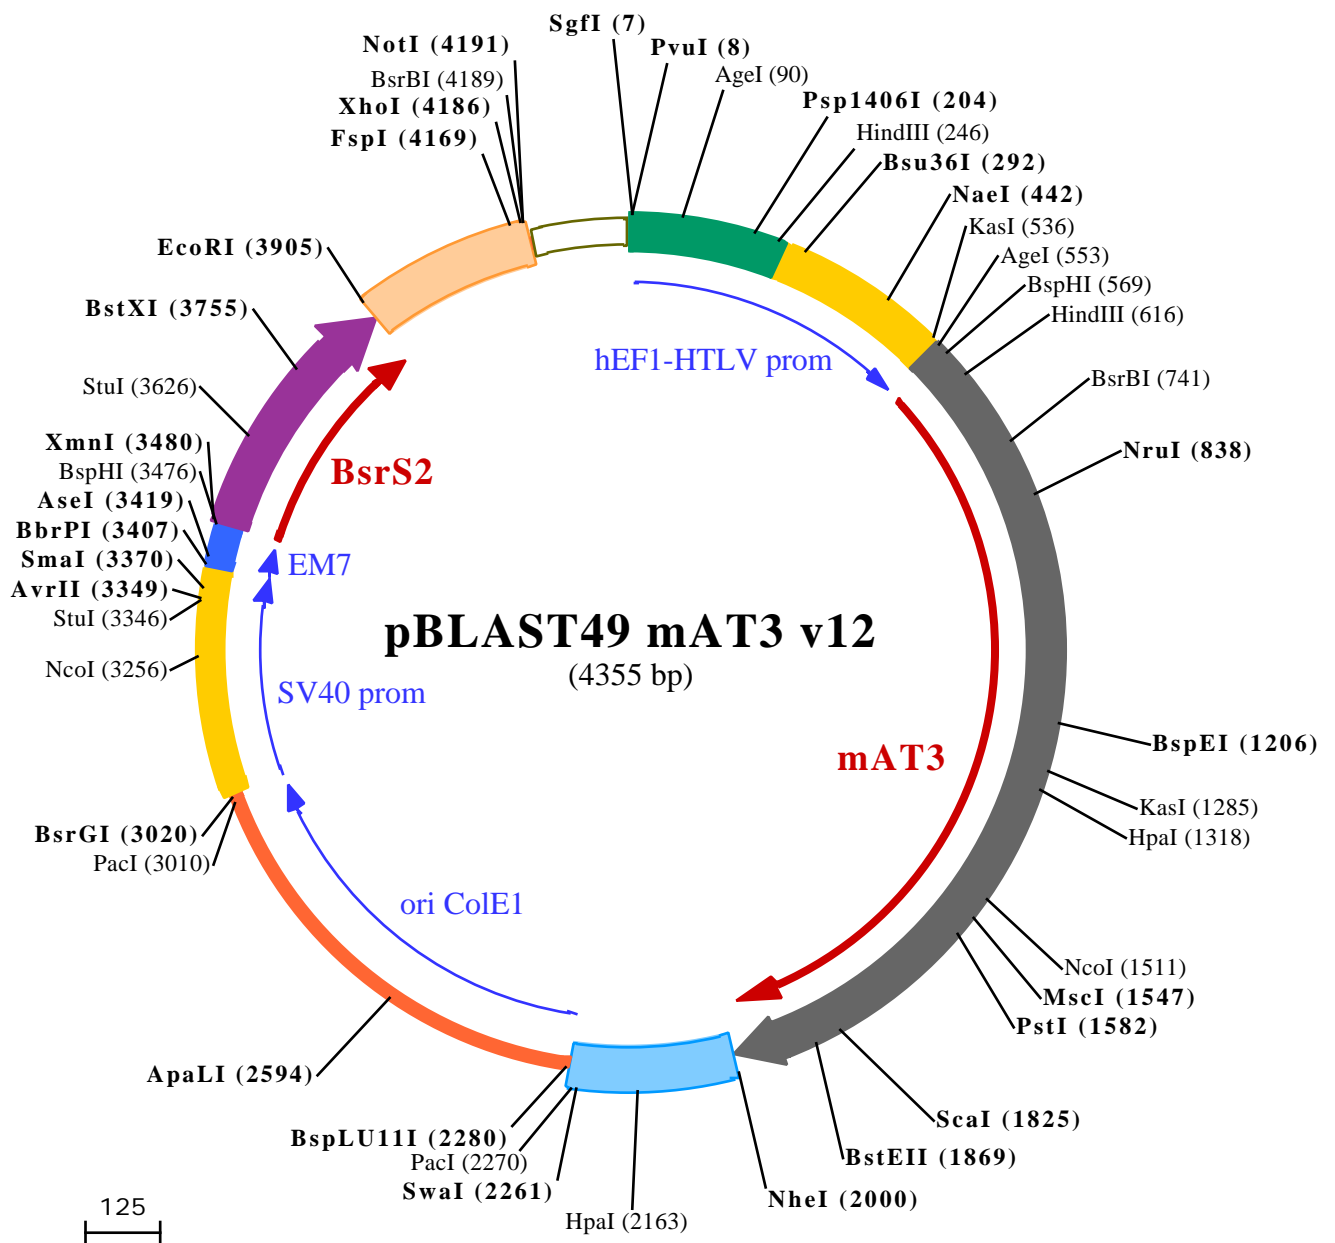 SgfI (7)
NotI (4191)
PvuI (8)
BsrBI (4189)
AgeI (90)
XhoI (4186)
Psp1406I (204)
FspI (4169)
HindIII (246)
Bsu36I (292)
NaeI (442)
KasI (536)
EcoRI (3905)
AgeI (553)
BspHI (569)
BstXI (3755)
HindIII (616)
hEF1-HTLV prom
StuI (3626)
BsrBI (741)
XmnI (3480)
NruI (838)
BspHI (3476)
BsrS2
AseI (3419)
BbrPI (3407)
SmaI (3370)
EM7
AvrII (3349)
StuI (3346)
pBLAST49 mAT3 v12
(4355 bp)
NcoI (3256)
SV40 prom
BspEI (1206)
mAT3
KasI (1285)
BsrGI (3020)
HpaI (1318)
PacI (3010)
ori ColE1
NcoI (1511)
MscI (1547)
PstI (1582)
ApaLI (2594)
ScaI (1825)
BspLU11I (2280)
BstEII (1869)
PacI (2270)
SwaI (2261)
NheI (2000)
125
HpaI (2163)